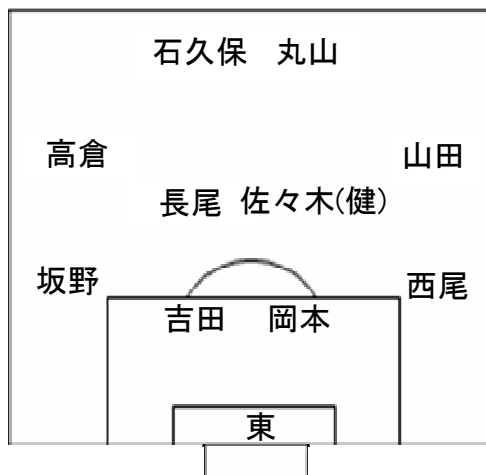 石久保 丸山
高倉 山田
長尾 佐々木(健)
坂野 西尾
吉田 岡本
東